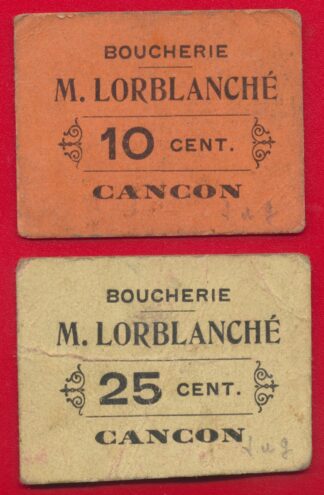 BOUCHERIE
M. LORBLANCHÉ
10 CENT.
CANCON
BOUCHERIE
M. LORBLANCHÉ
25 CENT.
CANCON